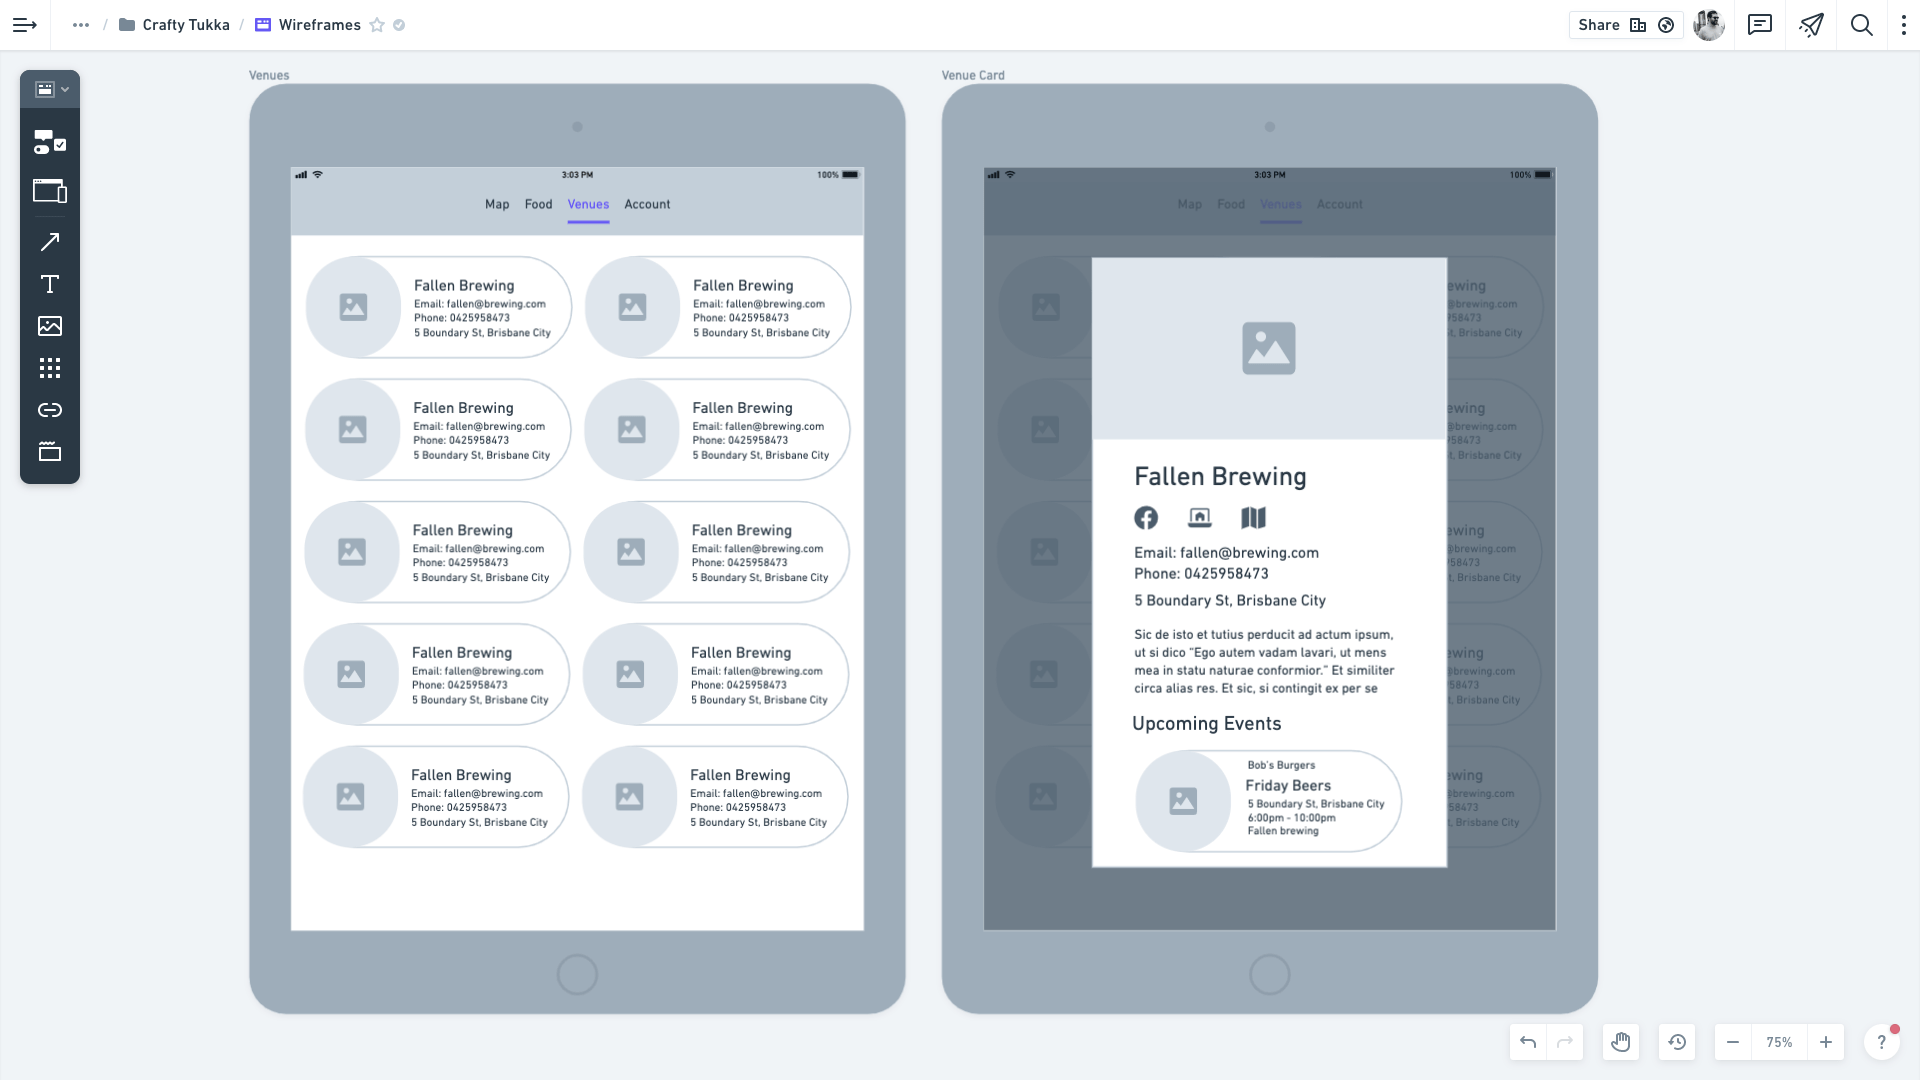 Crafty Tukka / Wireframes
Share
Venues
3:03 PM
100%
Map Food Venues Account
Fallen Brewing
Email: fallen@brewing.com
Phone: 0425958473
5 Boundary St, Brisbane City
Fallen Brewing
Email: fallen@brewing.com
Phone: 0425958473
5 Boundary St, Brisbane City
Fallen Brewing
Email: fallen@brewing.com
Phone: 0425958473
5 Boundary St, Brisbane City
Fallen Brewing
Email: fallen@brewing.com
Phone: 0425958473
5 Boundary St, Brisbane City
Fallen Brewing
Email: fallen@brewing.com
Phone: 0425958473
5 Boundary St, Brisbane City
Fallen Brewing
Email: fallen@brewing.com
Phone: 0425958473
5 Boundary St, Brisbane City
Fallen Brewing
Email: fallen@brewing.com
Phone: 0425958473
5 Boundary St, Brisbane City
Fallen Brewing
Email: fallen@brewing.com
Phone: 0425958473
5 Boundary St, Brisbane City
Fallen Brewing
Email: fallen@brewing.com
Phone: 0425958473
5 Boundary St, Brisbane City
Fallen Brewing
Email: fallen@brewing.com
Phone: 0425958473
5 Boundary St, Brisbane City
Venue Card
3:03 PM
100%
Map Food Venues Account
Fallen Brewing
Email: fallen@brewing.com
Phone: 0425958473
5 Boundary St, Brisbane City
Sic de isto et tutius perducit ad actum ipsum,
ut si dico "Ego autem vadam lavari, ut mens
mea in statu naturae conformior." Et similiter
circa alias res. Et sic, si contingit ex per se
Upcoming Events
Bob's Burgers
Friday Beers
5 Boundary St, Brisbane City
6:00pm - 10:00pm
Fallen brewing
75%
?